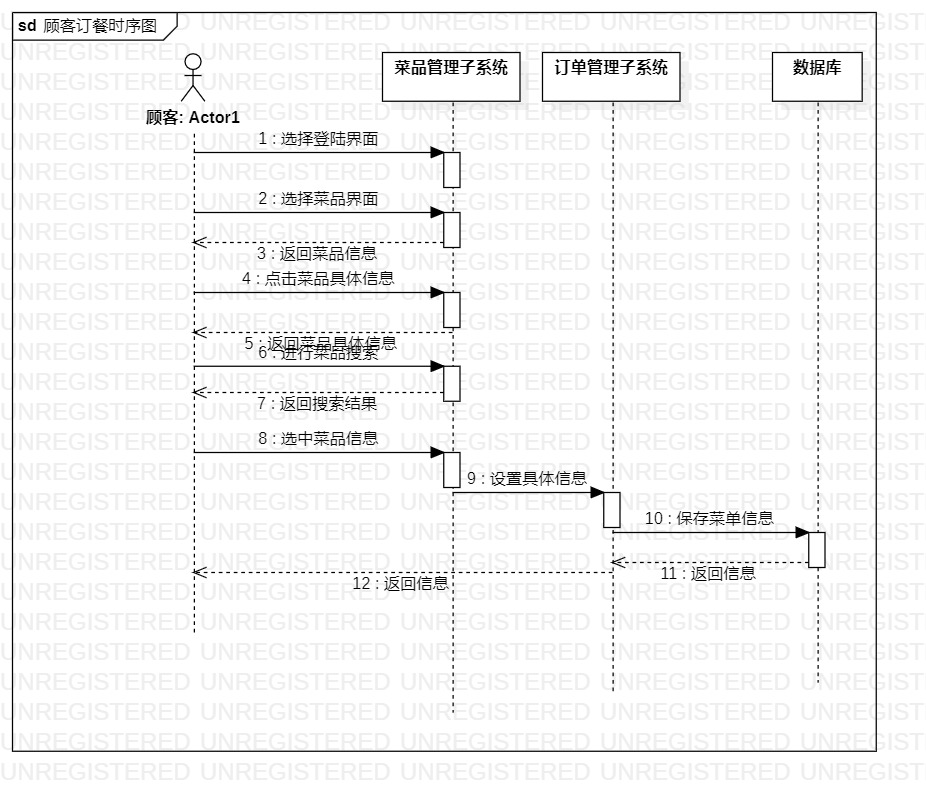 sd 顾客订餐时序图
菜品管理子系统
订单管理子系统
数据库
顾客: Actor1
1 : 选择登陆界面
2 : 选择菜品界面
3 : 返回菜品信息
4 : 点击菜品具体信息
5 : 返回菜品具体信息
6 : 进行菜品搜索
7 : 返回搜索结果
8 : 选中菜品信息
9 : 设置具体信息
10 : 保存菜单信息
11 : 返回信息
12 : 返回信息
UNREGISTERED